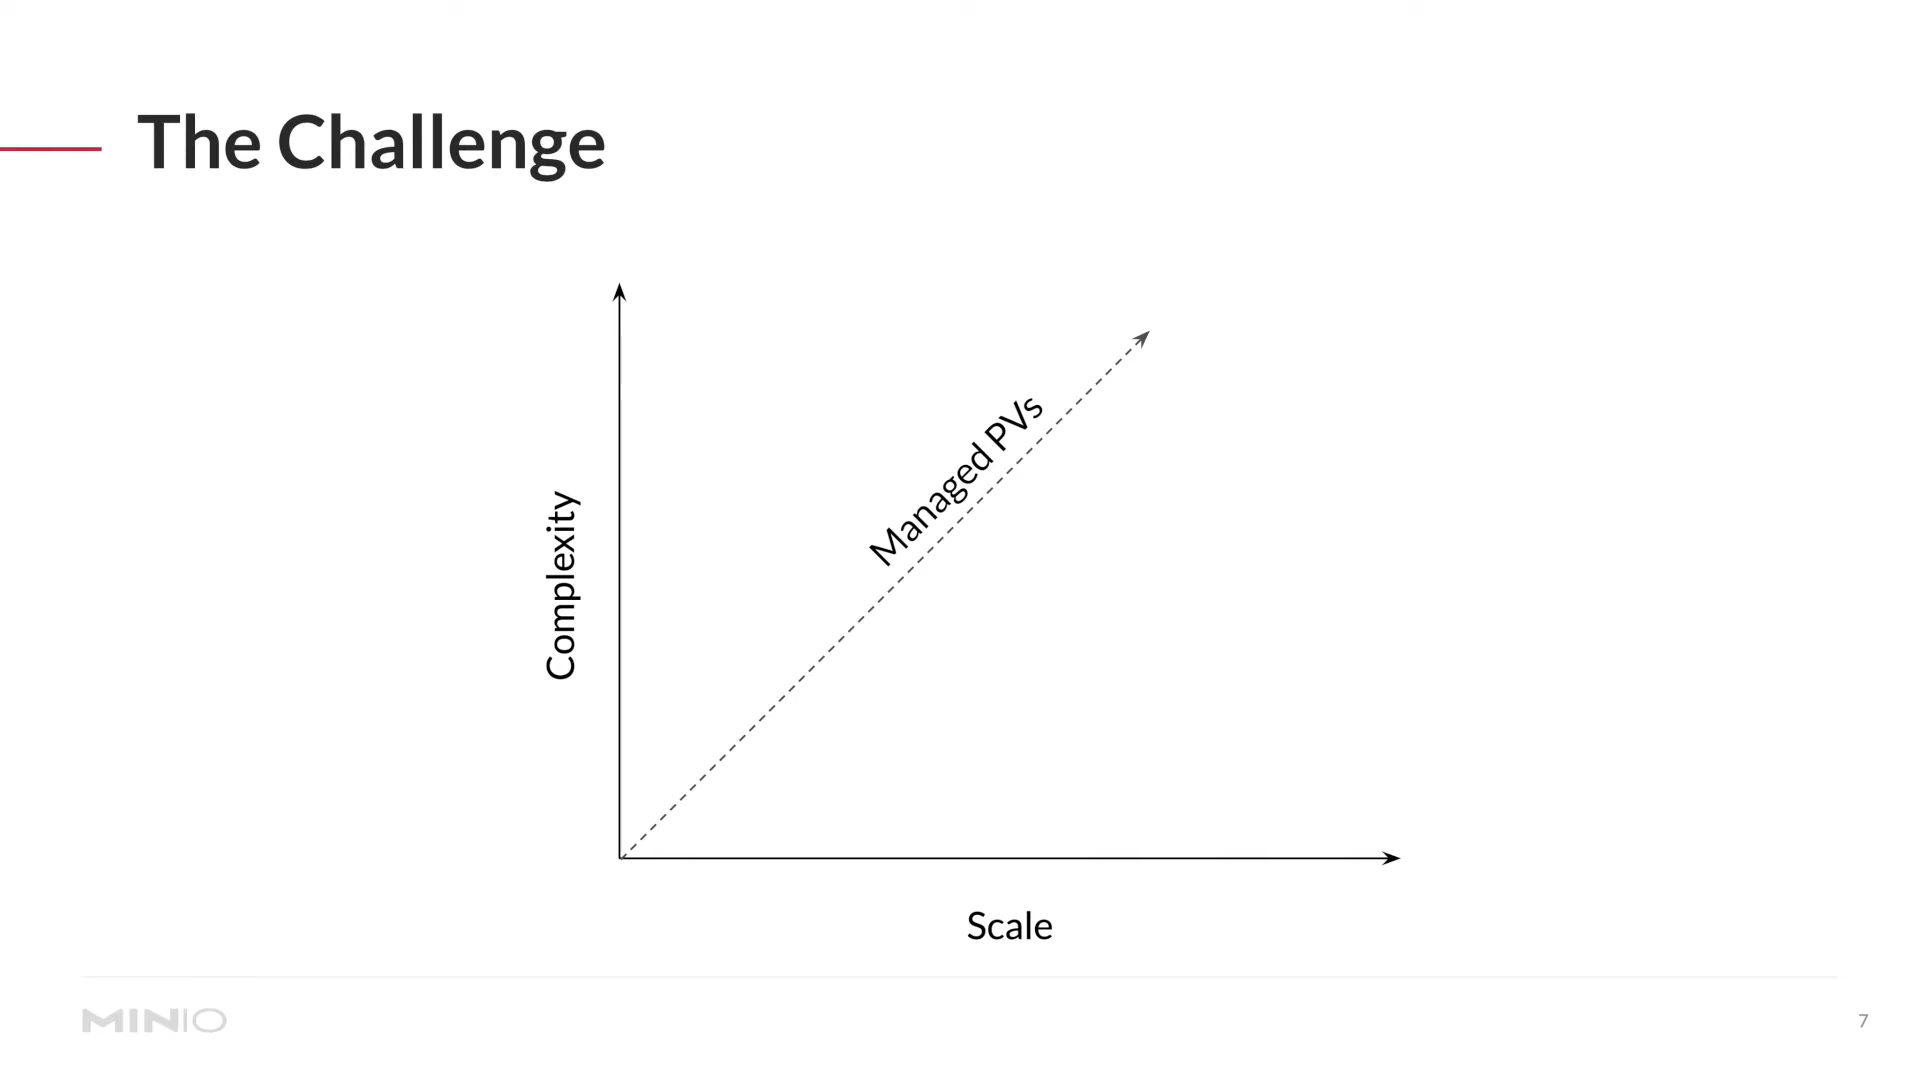 The Challenge
Managed PVs
Complexity
Scale
MINIO
7